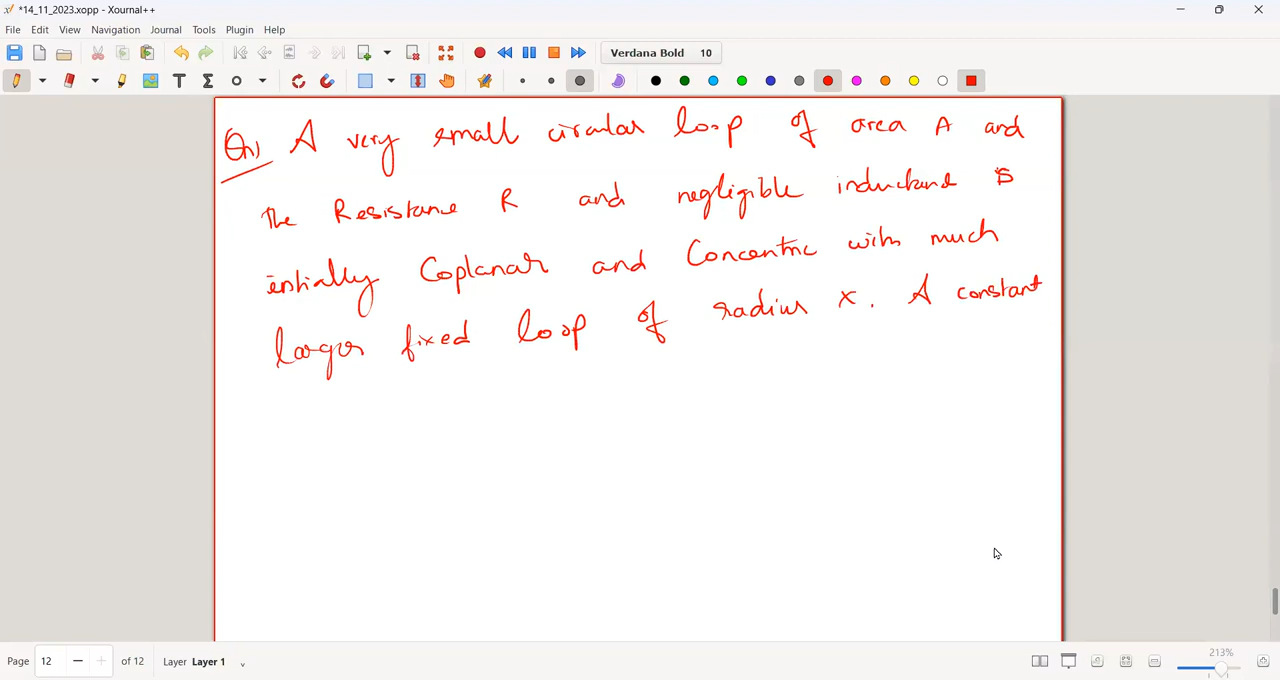 *14_11_2023.xopp - Xournal++
File Edit View Navigation Journal Tools Plugin Help
Verdana Bold 10
Qn) A very small circular loop of area A and
the Resistance R and negligible inductance is
initially Coplanar and Concentric with much
larger fixed loop of radius x. A constant
213%
Page 12 of 12 Layer Layer 1